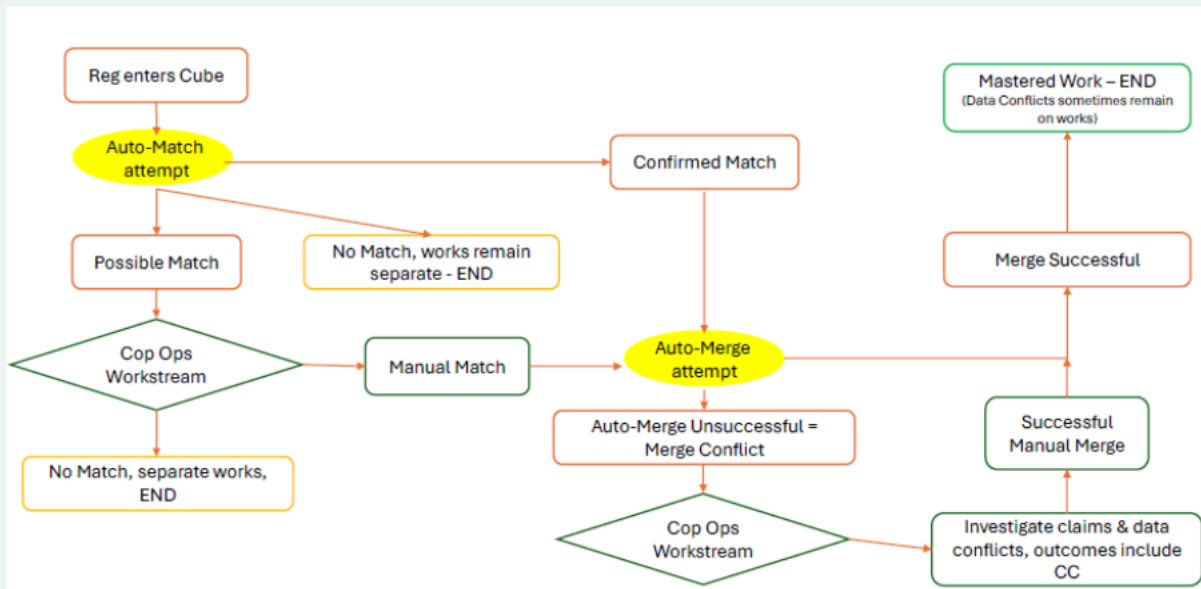 Reg enters Cube
Auto-Match
attempt
Confirmed Match
Mastered Work – END
(Data Conflicts sometimes remain
on works)
Possible Match
No Match, works remain
separate - END
Merge Successful
Cop Ops
Workstream
Manual Match
Auto-Merge
attempt
No Match, separate works,
END
Auto-Merge Unsuccessful =
Merge Conflict
Successful
Manual Merge
Cop Ops
Workstream
Investigate claims & data
conflicts, outcomes include
CC